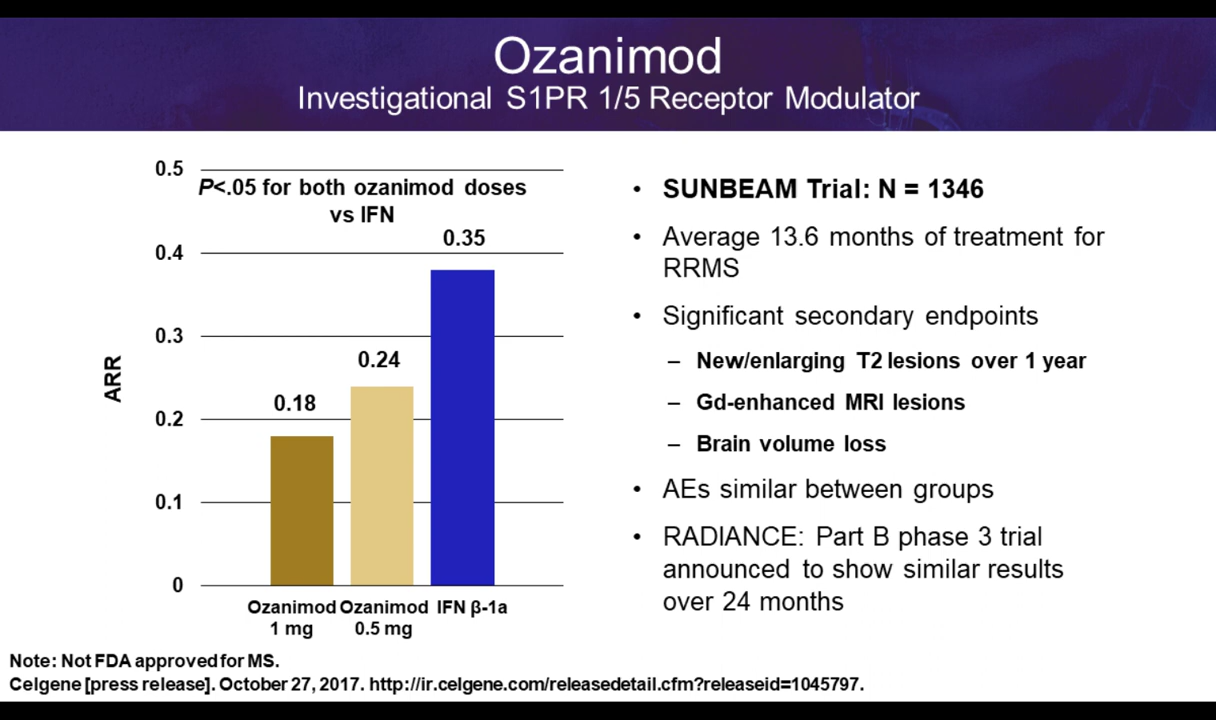 Ozanimod
Investigational S1PR 1/5 Receptor Modulator
0.5
P<.05 for both ozanimod doses
vs IFN
0.35
0.4
0.3
0.24
ARR
0.18
0.2
0.1
0
Ozanimod Ozanimod IFN β-1a
1 mg 0.5 mg
• SUNBEAM Trial: N = 1346
• Average 13.6 months of treatment for
RRMS
• Significant secondary endpoints
– New/enlarging T2 lesions over 1 year
– Gd-enhanced MRI lesions
– Brain volume loss
• AEs similar between groups
• RADIANCE: Part B phase 3 trial
announced to show similar results
over 24 months
Note: Not FDA approved for MS.
Celgene [press release]. October 27, 2017. http://ir.celgene.com/releasedetail.cfm?releaseid=1045797.